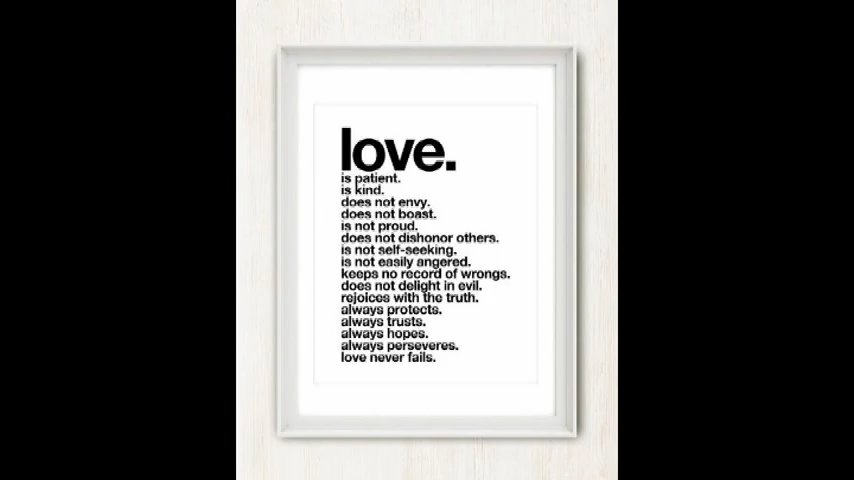 love.
is patient.
is kind.
does not envy.
does not boast.
is not proud.
does not dishonor others.
is not self-seeking.
is not easily angered.
keeps no record of wrongs.
does not delight in evil.
rejoices with the truth.
always protects.
always trusts.
always hopes.
always perseveres.
love never fails.